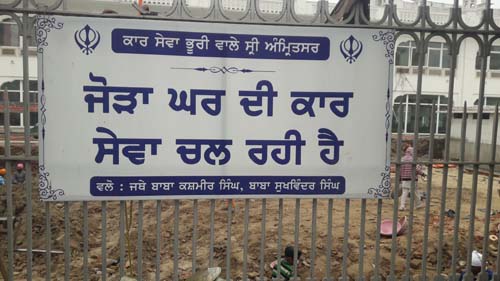 ਕਾਰ ਸੇਵਾ ਭੂਰੀ ਵਾਲੇ ਸ੍ਰੀ ਅੰਮ੍ਰਿਤਸਰ
ਜੋੜਾ ਘਰ ਦੀ ਕਾਰ
ਸੇਵਾ ਚਲ ਰਹੀ ਹੈ
ਵਲੋ : ਜਥੇ ਬਾਬਾ ਕਸ਼ਮੀਰ ਸਿੰਘ, ਬਾਬਾ ਸੁਖਵਿੰਦਰ ਸਿੰਘ